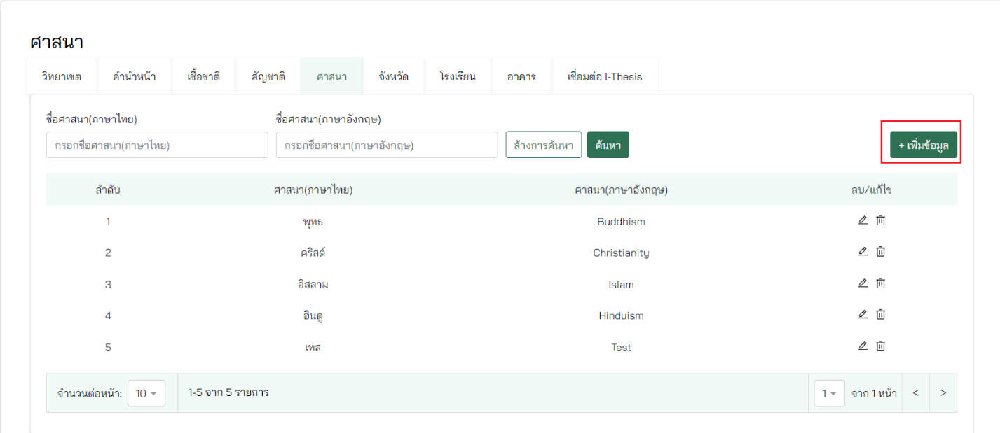 ศาสนา
วิทยาเขต คำนำหน้า เชื้อชาติ สัญชาติ ศาสนา จังหวัด โรงเรียน อาคาร เชื่อมต่อ I-Thesis
ชื่อศาสนา(ภาษาไทย) ชื่อศาสนา(ภาษาอังกฤษ)
กรอกชื่อศาสนา(ภาษาไทย) กรอกชื่อศาสนา(ภาษาอังกฤษ) ล้างการค้นหา ค้นหา + เพิ่มข้อมูล
ลำดับ ศาสนา(ภาษาไทย) ศาสนา(ภาษาอังกฤษ) ลบ/แก้ไข
1 พุทธ Buddhism
2 คริสต์ Christianity
3 อิสลาม Islam
4 ฮินดู Hinduism
5 เทส Test
จำนวนต่อหน้า: 10 1-5 จาก 5 รายการ 1 จาก 1 หน้า < >